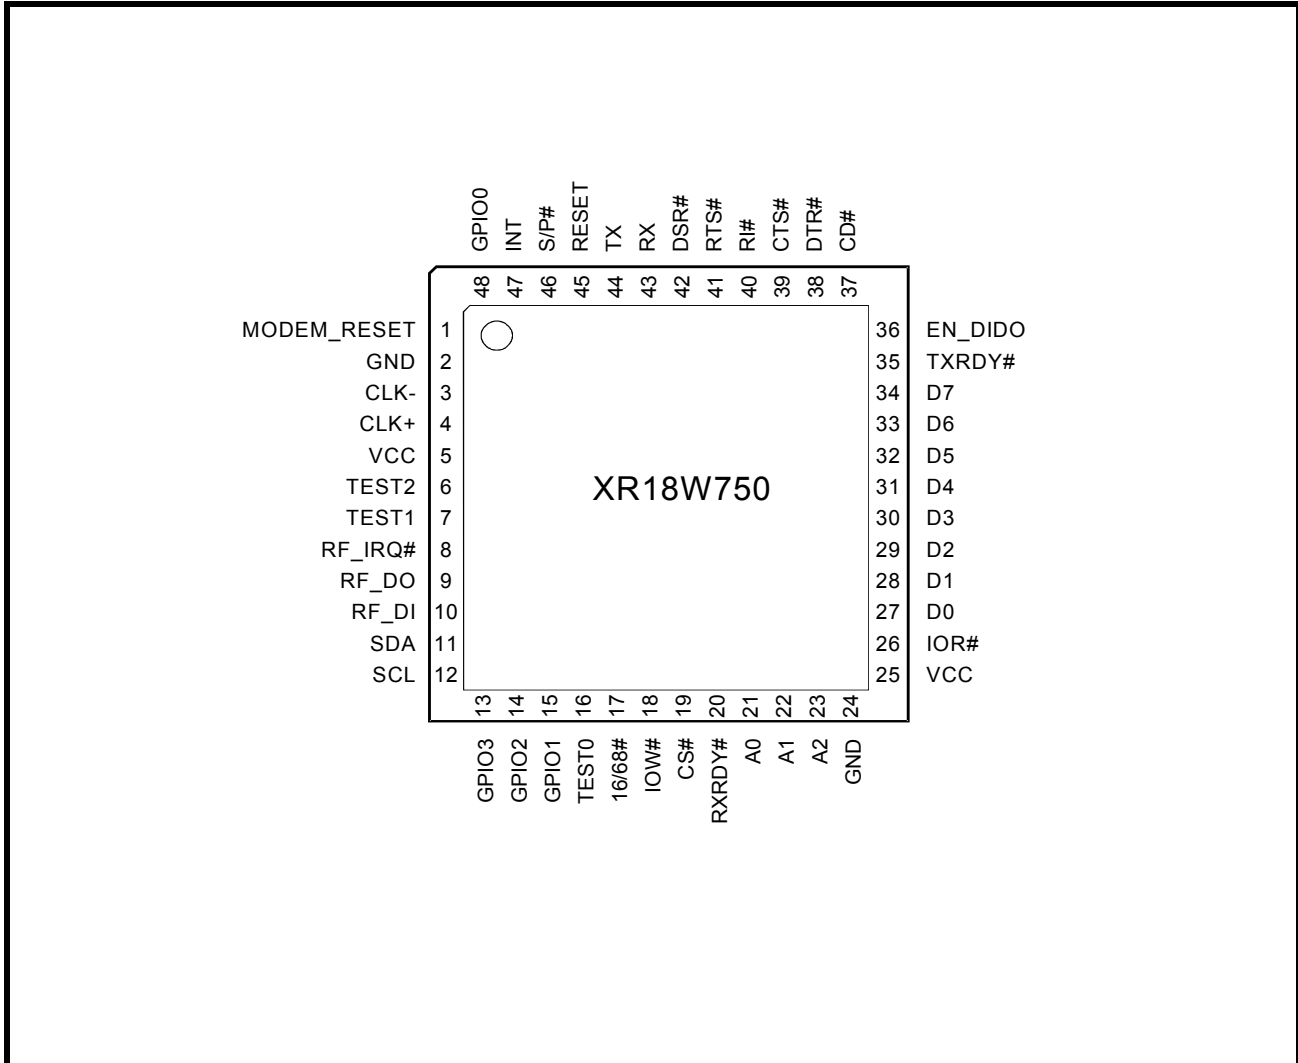 GPIO0
INT
S/P#
RESET
TX
RX
DSR#
RTS#
RI#
CTS#
DTR#
CD#
48
47
46
45
44
43
42
41
40
39
38
37
MODEM_RESET 1
GND 2
CLK- 3
CLK+ 4
VCC 5
TEST2 6
TEST1 7
RF_IRQ# 8
RF_DO 9
RF_DI 10
SDA 11
SCL 12
XR18W750
36 EN_DIDO
35 TXRDY#
34 D7
33 D6
32 D5
31 D4
30 D3
29 D2
28 D1
27 D0
26 IOR#
25 VCC
13
14
15
16
17
18
19
20
21
22
23
24
GPIO3
GPIO2
GPIO1
TEST0
16/68#
IOW#
CS#
RXRDY#
A0
A1
A2
GND